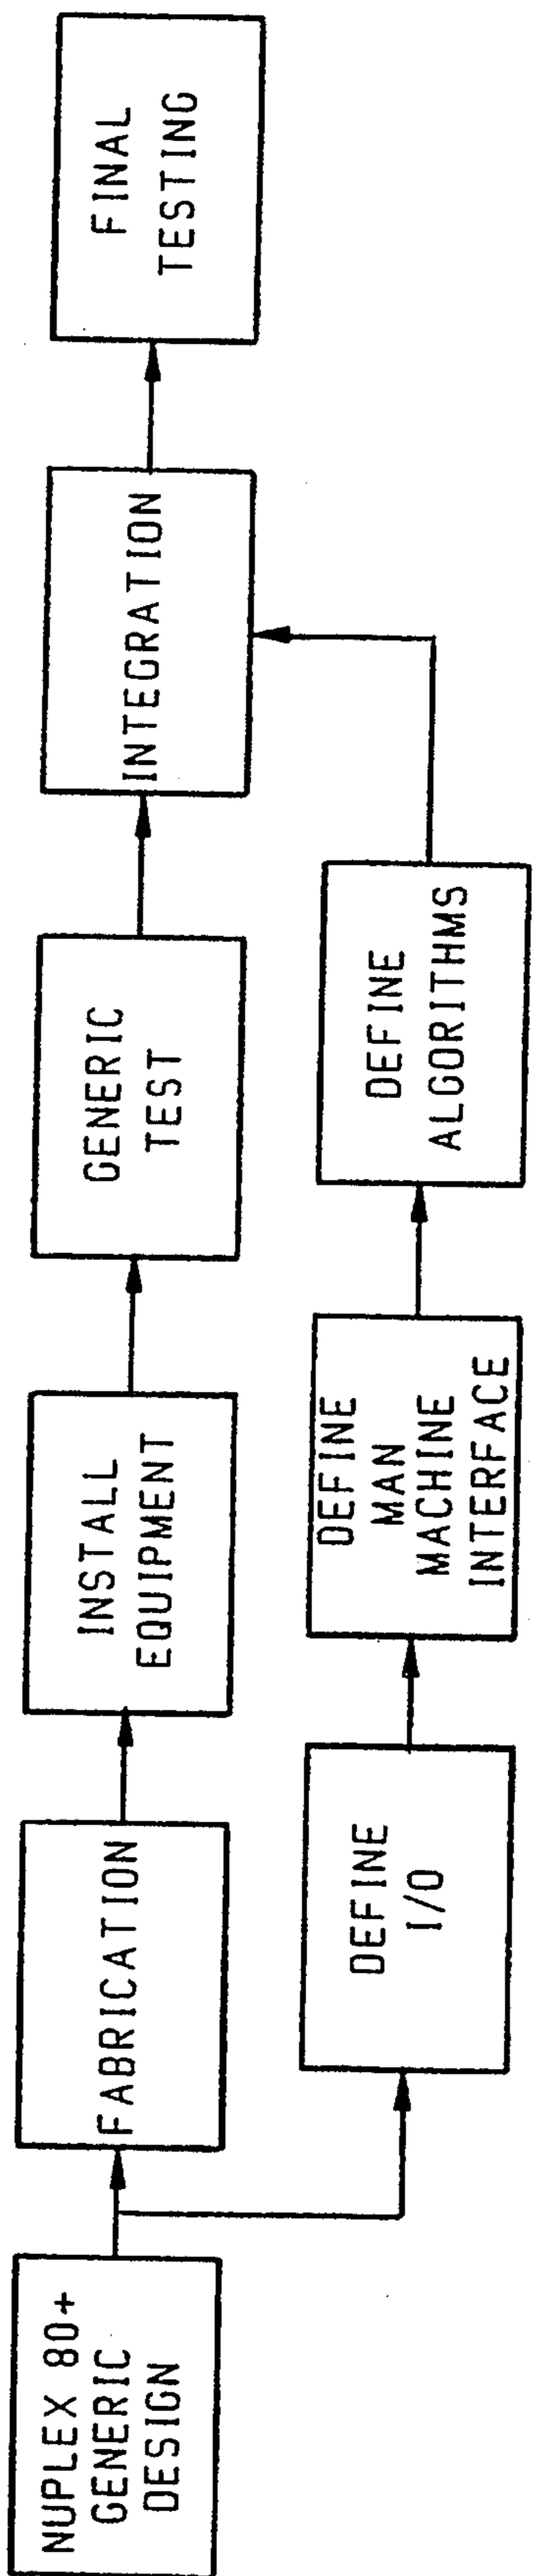 NUPLEX 80+
GENERIC
DESIGN
FABRICATION
INSTALL
EQUIPMENT
GENERIC
TEST
INTEGRATION
FINAL
TESTING
DEFINE
I/O
DEFINE
MAN
MACHINE
INTERFACE
DEFINE
ALGORITHMS